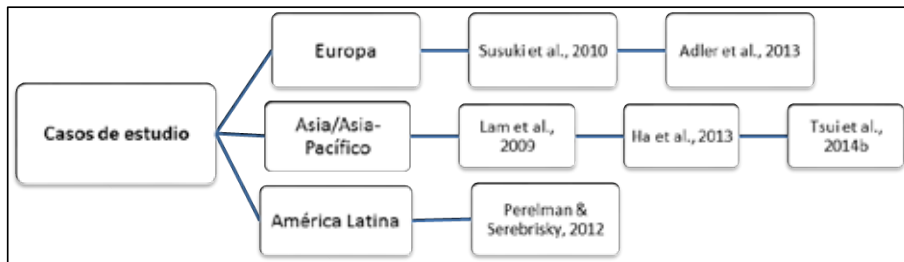 Europa
Susuki et al., 2010
Adler et al., 2013
Casos de estudio
Asia/Asia-
Pacífico
Lam et al.,
2009
Ha et al., 2013
Tsui et al.,
2014b
América Latina
Perelman &
Serebrisky, 2012